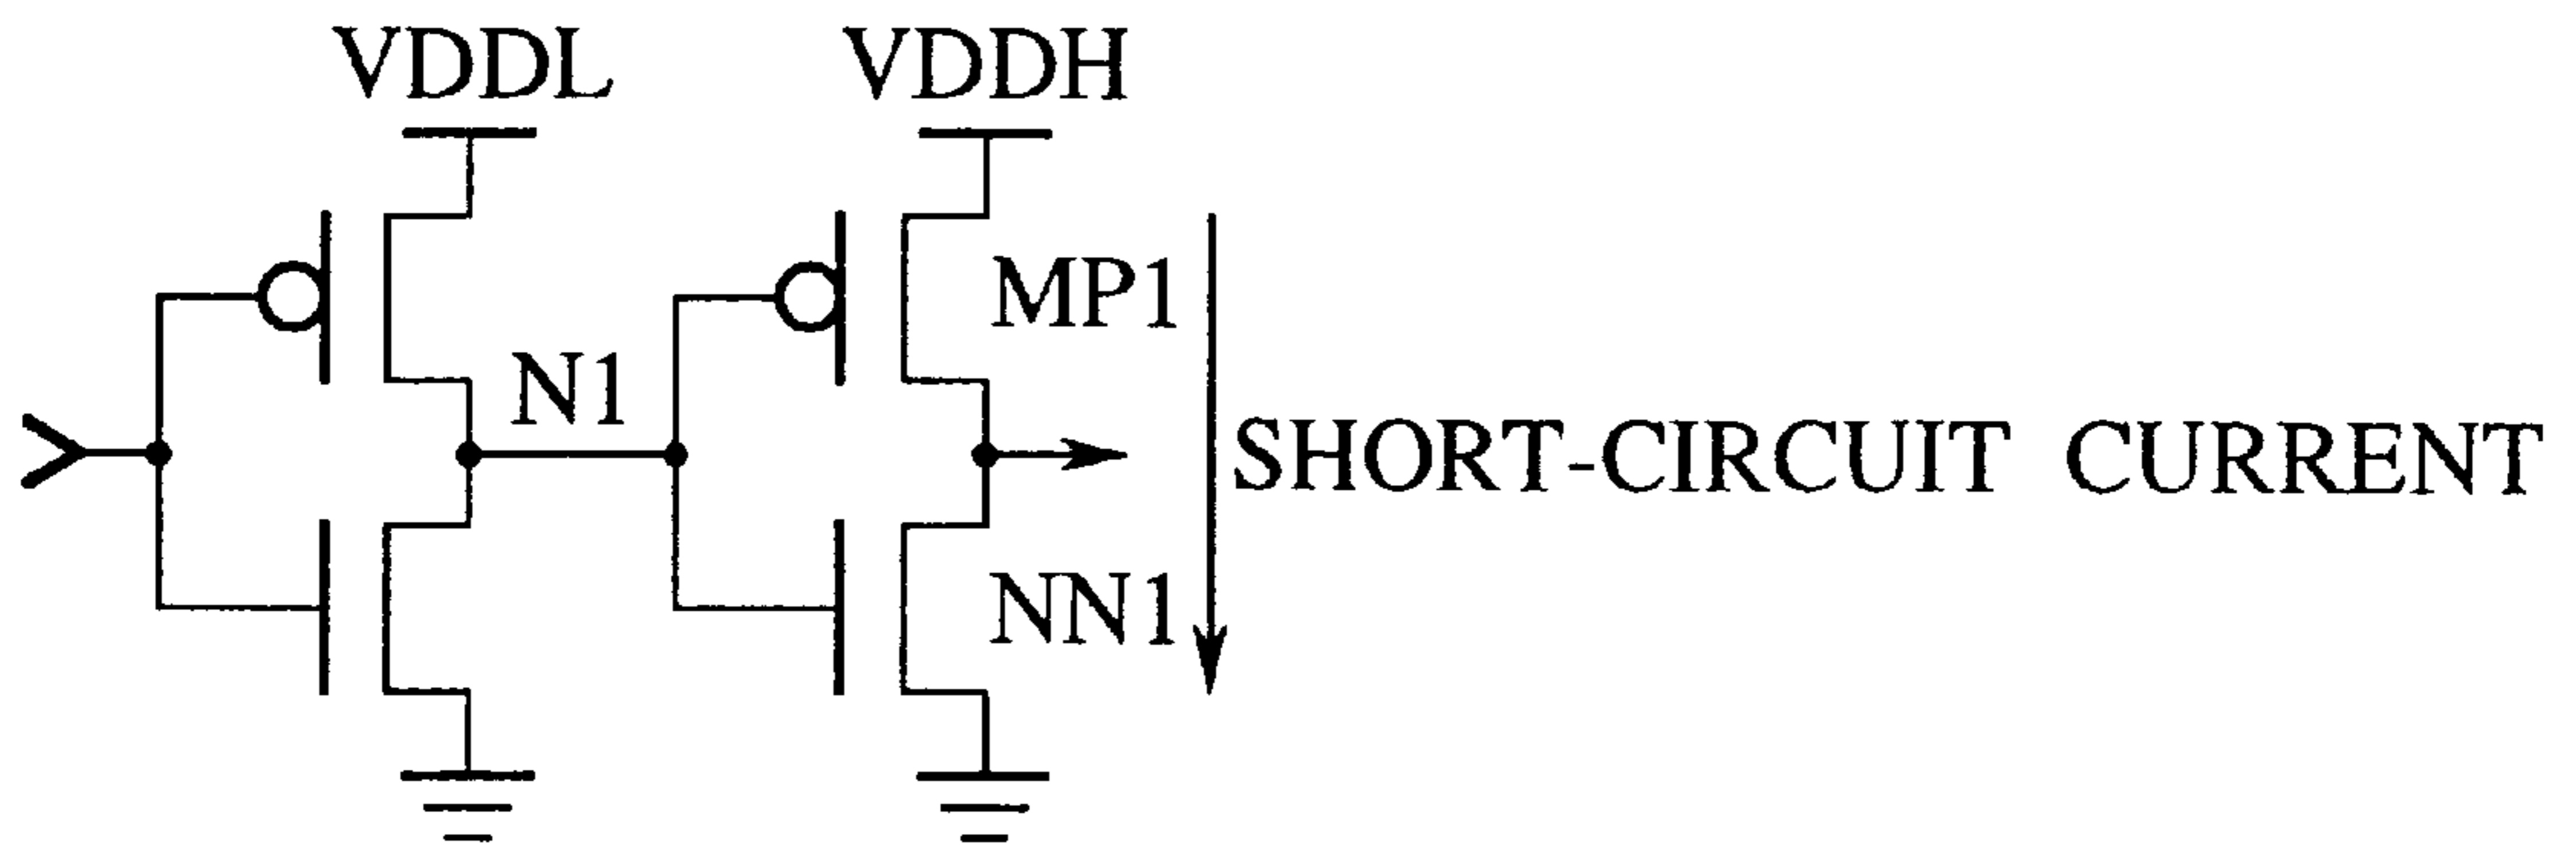 VDDL
VDDH
MP1
N1
SHORT-CIRCUIT CURRENT
NN1